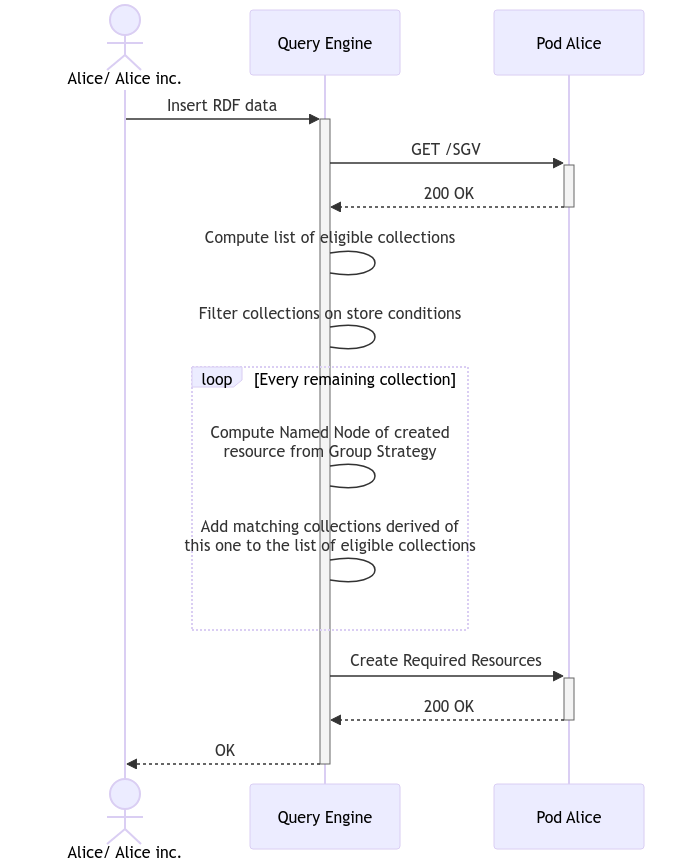 Alice/ Alice inc.
Query Engine
Pod Alice
Insert RDF data
GET /SGV
200 OK
Compute list of eligible collections
Filter collections on store conditions
loop
[Every remaining collection]
Compute Named Node of created
resource from Group Strategy
Add matching collections derived of
this one to the list of eligible collections
Create Required Resources
200 OK
OK
Alice/ Alice inc.
Query Engine
Pod Alice